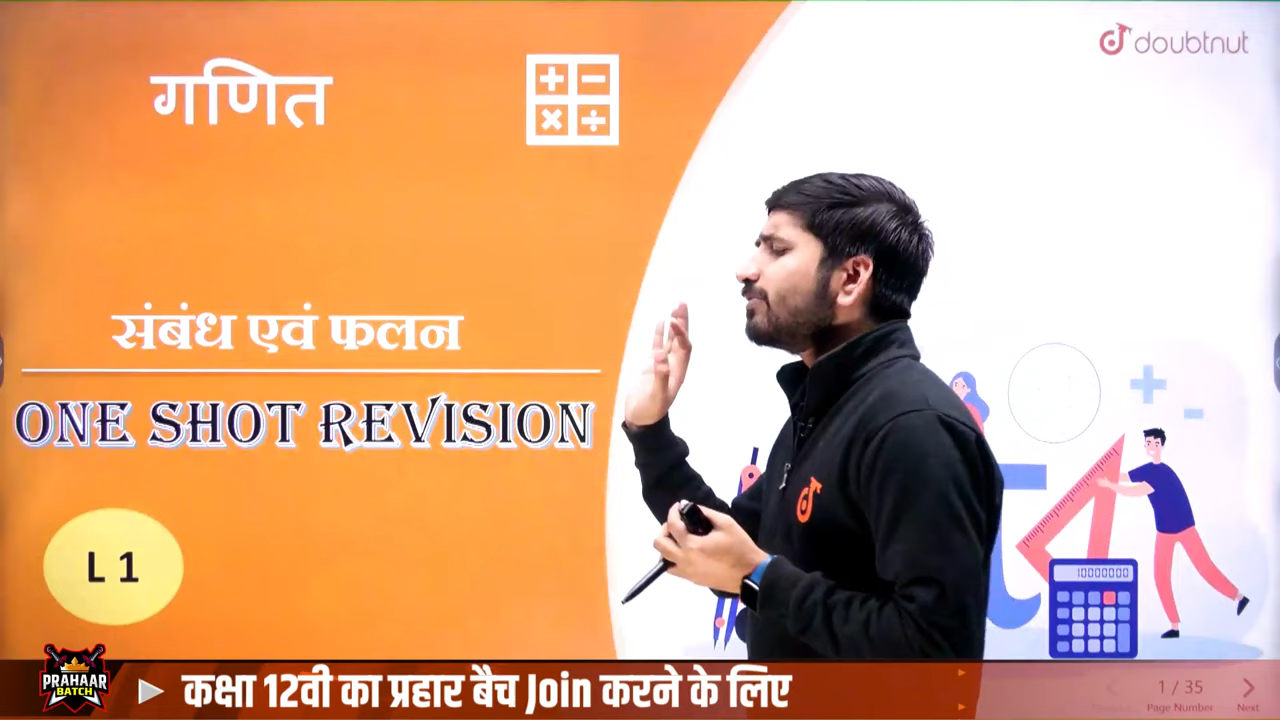 गणित
doubtnut
संबंध एवं फलन
ONE SHOT REVISION
L 1
10000000
PRAHAAR
BATCH
कक्षा 12वी का प्रहार बैच Join करने के लिए
1 / 35
Page Number
Next